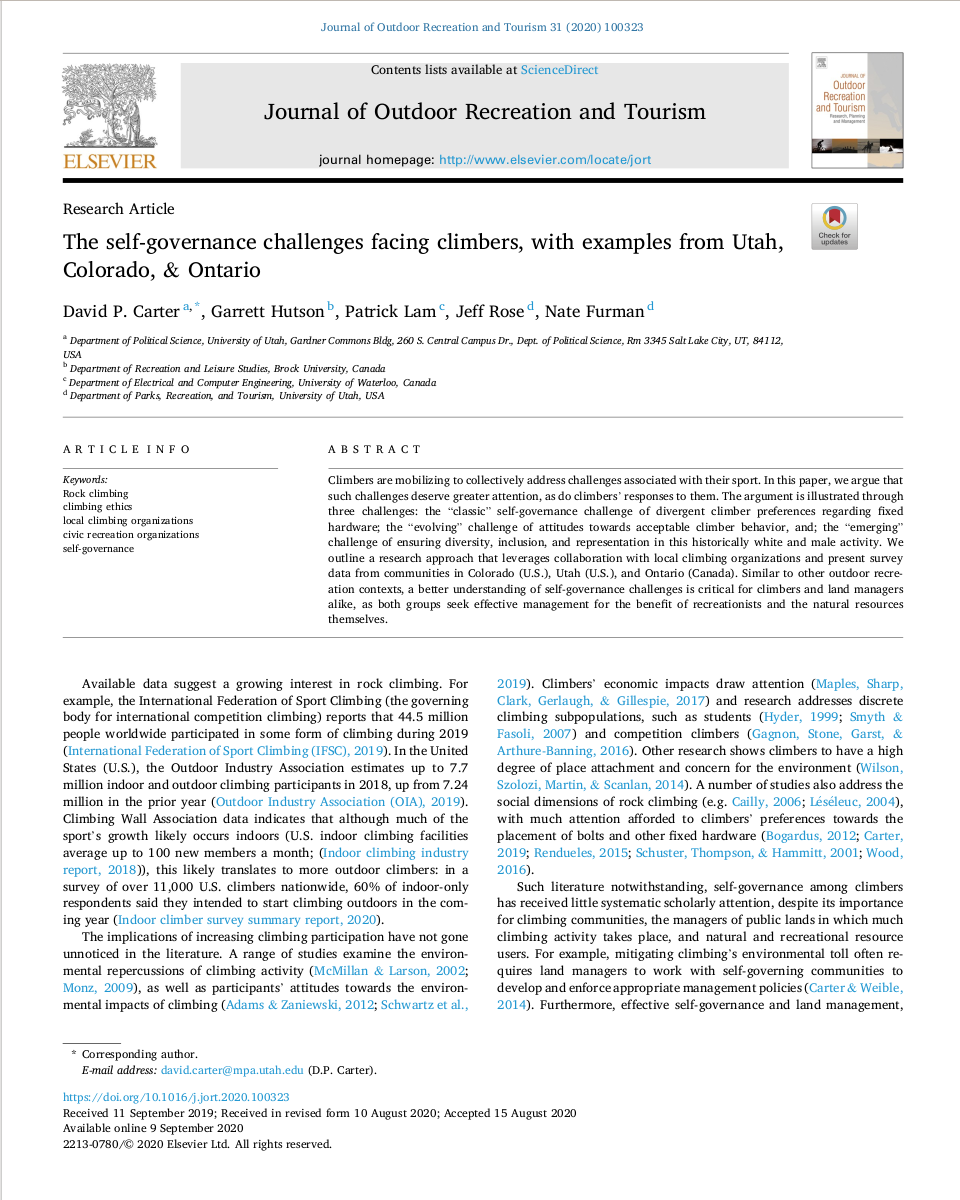 Journal of Outdoor Recreation and Tourism 31 (2020) 100323
Contents lists available at ScienceDirect
Journal of Outdoor Recreation and Tourism
journal homepage: http://www.elsevier.com/locate/jort
ELSEVIER
JOURNAL OF
Outdoor
Recreation
and Tourism
Research, Planning
and Management
Research Article
Check for
updates
The self-governance challenges facing climbers, with examples from Utah,
Colorado, & Ontario
David P. Carter a,*, Garrett Hutson b, Patrick Lam c, Jeff Rose d, Nate Furman d
a Department of Political Science, University of Utah, Gardner Commons Bldg, 260 S. Central Campus Dr., Dept. of Political Science, Rm 3345 Salt Lake City, UT, 84112,
USA
b Department of Recreation and Leisure Studies, Brock University, Canada
c Department of Electrical and Computer Engineering, University of Waterloo, Canada
d Department of Parks, Recreation, and Tourism, University of Utah, USA
ARTICLE INFO
Keywords:
Rock climbing
climbing ethics
local climbing organizations
civic recreation organizations
self-governance
ABSTRACT
Climbers are mobilizing to collectively address challenges associated with their sport. In this paper, we argue that
such challenges deserve greater attention, as do climbers' responses to them. The argument is illustrated through
three challenges: the “classic” self-governance challenge of divergent climber preferences regarding fixed
hardware; the “evolving” challenge of attitudes towards acceptable climber behavior, and; the “emerging”
challenge of ensuring diversity, inclusion, and representation in this historically white and male activity. We
outline a research approach that leverages collaboration with local climbing organizations and present survey
data from communities in Colorado (U.S.), Utah (U.S.), and Ontario (Canada). Similar to other outdoor recre-
ation contexts, a better understanding of self-governance challenges is critical for climbers and land managers
alike, as both groups seek effective management for the benefit of recreationists and the natural resources
themselves.
Available data suggest a growing interest in rock climbing. For
example, the International Federation of Sport Climbing (the governing
body for international competition climbing) reports that 44.5 million
people worldwide participated in some form of climbing during 2019
(International Federation of Sport Climbing (IFSC), 2019). In the United
States (U.S.), the Outdoor Industry Association estimates up to 7.7
million indoor and outdoor climbing participants in 2018, up from 7.24
million in the prior year (Outdoor Industry Association (OIA), 2019).
Climbing Wall Association data indicates that although much of the
sport's growth likely occurs indoors (U.S. indoor climbing facilities
average up to 100 new members a month; (Indoor climbing industry
report, 2018)), this likely translates to more outdoor climbers: in a
survey of over 11,000 U.S. climbers nationwide, 60% of indoor-only
respondents said they intended to start climbing outdoors in the com-
ing year (Indoor climber survey summary report, 2020).
The implications of increasing climbing participation have not gone
unnoticed in the literature. A range of studies examine the environ-
mental repercussions of climbing activity (McMillan & Larson, 2002;
Monz, 2009), as well as participants' attitudes towards the environ-
mental impacts of climbing (Adams & Zaniewski, 2012; Schwartz et al.,
2019). Climbers' economic impacts draw attention (Maples, Sharp,
Clark, Gerlaugh, & Gillespie, 2017) and research addresses discrete
climbing subpopulations, such as students (Hyder, 1999; Smyth &
Fasoli, 2007) and competition climbers (Gagnon, Stone, Garst, &
Arthure-Banning, 2016). Other research shows climbers to have a high
degree of place attachment and concern for the environment (Wilson,
Szolozi, Martin, & Scanlan, 2014). A number of studies also address the
social dimensions of rock climbing (e.g. Cailly, 2006; Léséleuc, 2004),
with much attention afforded to climbers' preferences towards the
placement of bolts and other fixed hardware (Bogardus, 2012; Carter,
2019; Rendueles, 2015; Schuster, Thompson, & Hammitt, 2001; Wood,
2016).
Such literature notwithstanding, self-governance among climbers
has received little systematic scholarly attention, despite its importance
for climbing communities, the managers of public lands in which much
climbing activity takes place, and natural and recreational resource
users. For example, mitigating climbing's environmental toll often re-
quires land managers to work with self-governing communities to
develop and enforce appropriate management policies (Carter & Weible,
2014). Furthermore, effective self-governance and land management,
* Corresponding author.
E-mail address: david.carter@mpa.utah.edu (D.P. Carter).
https://doi.org/10.1016/j.jort.2020.100323
Received 11 September 2019; Received in revised form 10 August 2020; Accepted 15 August 2020
Available online 9 September 2020
2213-0780/© 2020 Elsevier Ltd. All rights reserved.